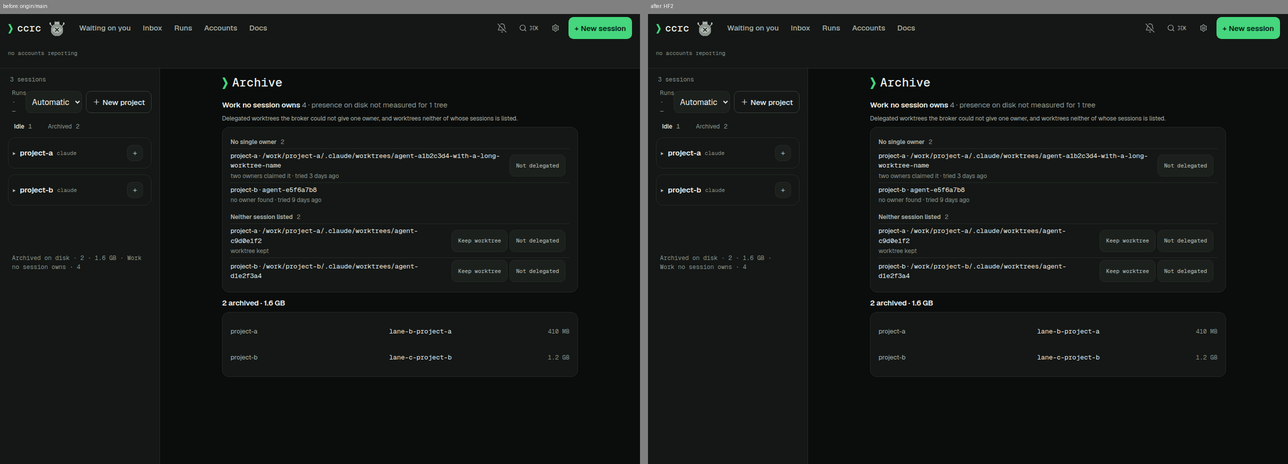 before origin/main
ccrc
Waiting on you
Inbox
Runs
Accounts
Docs
⌘K
+ New session
no accounts reporting
3 sessions
Runs · —
Automatic
+ New project
Idle 1
Archived 2
project-a claude
+
project-b claude
+
Archived on disk · 2 · 1.6 GB · Work
no session owns · 4
Archive
Work no session owns 4 · presence on disk not measured for 1 tree
Delegated worktrees the broker could not give one owner, and worktrees neither of whose sessions is listed.
No single owner 2
project-a · /work/project-a/.claude/worktrees/agent-a1b2c3d4-with-a-long-
worktree-name
two owners claimed it · tried 3 days ago
Not delegated
project-b · agent-e5f6a7b8
no owner found · tried 9 days ago
Neither session listed 2
project-a · /work/project-a/.claude/worktrees/agent-
c9d0e1f2
worktree kept
Keep worktree
Not delegated
project-b · /work/project-b/.claude/worktrees/agent-
d1e2f3a4
Keep worktree
Not delegated
2 archived · 1.6 GB
project-a lane-b-project-a 410 MB
project-b lane-c-project-b 1.2 GB
after HF2
ccrc
Waiting on you
Inbox
Runs
Accounts
Docs
⌘K
+ New session
no accounts reporting
3 sessions
Runs · —
Automatic
+ New project
Idle 1
Archived 2
project-a claude
+
project-b claude
+
Archived on disk · 2 · 1.6 GB ·
Work no session owns · 4
Archive
Work no session owns 4 · presence on disk not measured for 1 tree
Delegated worktrees the broker could not give one owner, and worktrees neither of whose sessions is listed.
No single owner 2
project-a · /work/project-a/.claude/worktrees/agent-a1b2c3d4-with-a-long-
worktree-name
two owners claimed it · tried 3 days ago
Not delegated
project-b · agent-e5f6a7b8
no owner found · tried 9 days ago
Neither session listed 2
project-a · /work/project-a/.claude/worktrees/agent-
c9d0e1f2
worktree kept
Keep worktree
Not delegated
project-b · /work/project-b/.claude/worktrees/agent-
d1e2f3a4
Keep worktree
Not delegated
2 archived · 1.6 GB
project-a lane-b-project-a 410 MB
project-b lane-c-project-b 1.2 GB